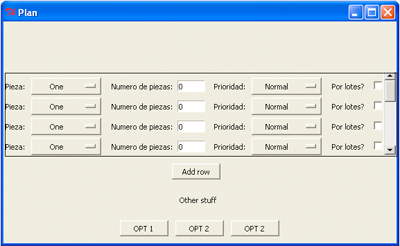 Plan
Pieza: One Numero de piezas: 0 Prioridad: Normal Por lotes?
Pieza: One Numero de piezas: 0 Prioridad: Normal Por lotes?
Pieza: One Numero de piezas: 0 Prioridad: Normal Por lotes?
Pieza: One Numero de piezas: 0 Prioridad: Normal Por lotes?
Add row
Other stuff
OPT 1 OPT 2 OPT 2